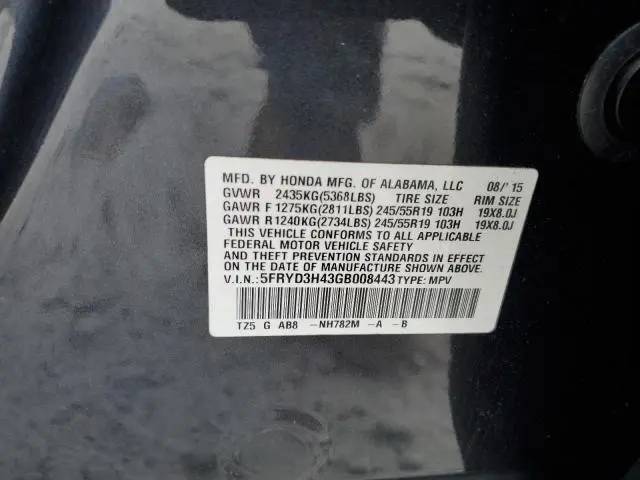 MFD. BY HONDA MFG. OF ALABAMA, LLC 08/'15
GVWR 2435KG(5368LBS) TIRE SIZE RIM SIZE
GAWR F 1275KG(2811LBS) 245/55R19 103H 19X8.0J
GAWR R 1240KG(2734LBS) 245/55R19 103H 19X8.0J
THIS VEHICLE CONFORMS TO ALL APPLICABLE
FEDERAL MOTOR VEHICLE SAFETY
AND THEFT PREVENTION STANDARDS IN EFFECT
ON THE DATE OF MANUFACTURE SHOWN ABOVE.
V.I.N.: 5FRYD3H43GB008443 TYPE: MPV
TZ5 G AB8 -NH782M -A -B